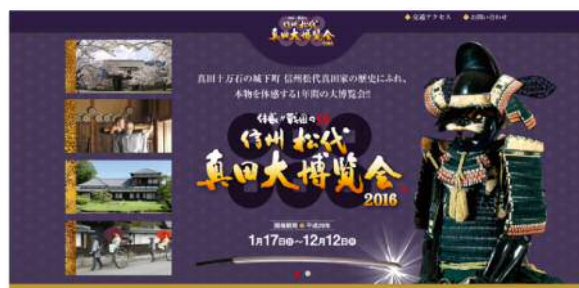 信州 松代
真田大博覧会
◆交通アクセス ◆お問い合わせ
真田十万石の城下町 信州松代真田家の歴史にふれ、
本物を体感する1年間の大博覧会!!
信州 松代
真田大博覧会
2016
開催期間 ◆ 平成28年
1月17日㊐～12月12日㊊